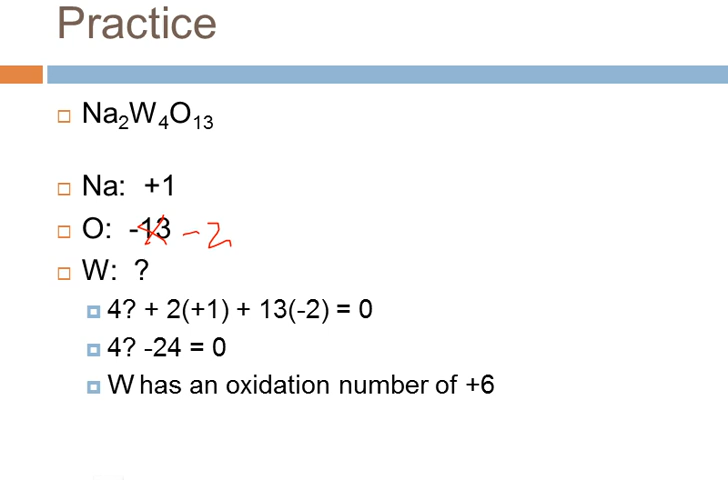 Practice
Na₂W₄O₁₃
Na: +1
O: -13 -2
W: ?
4? + 2(+1) + 13(-2) = 0
4? -24 = 0
W has an oxidation number of +6